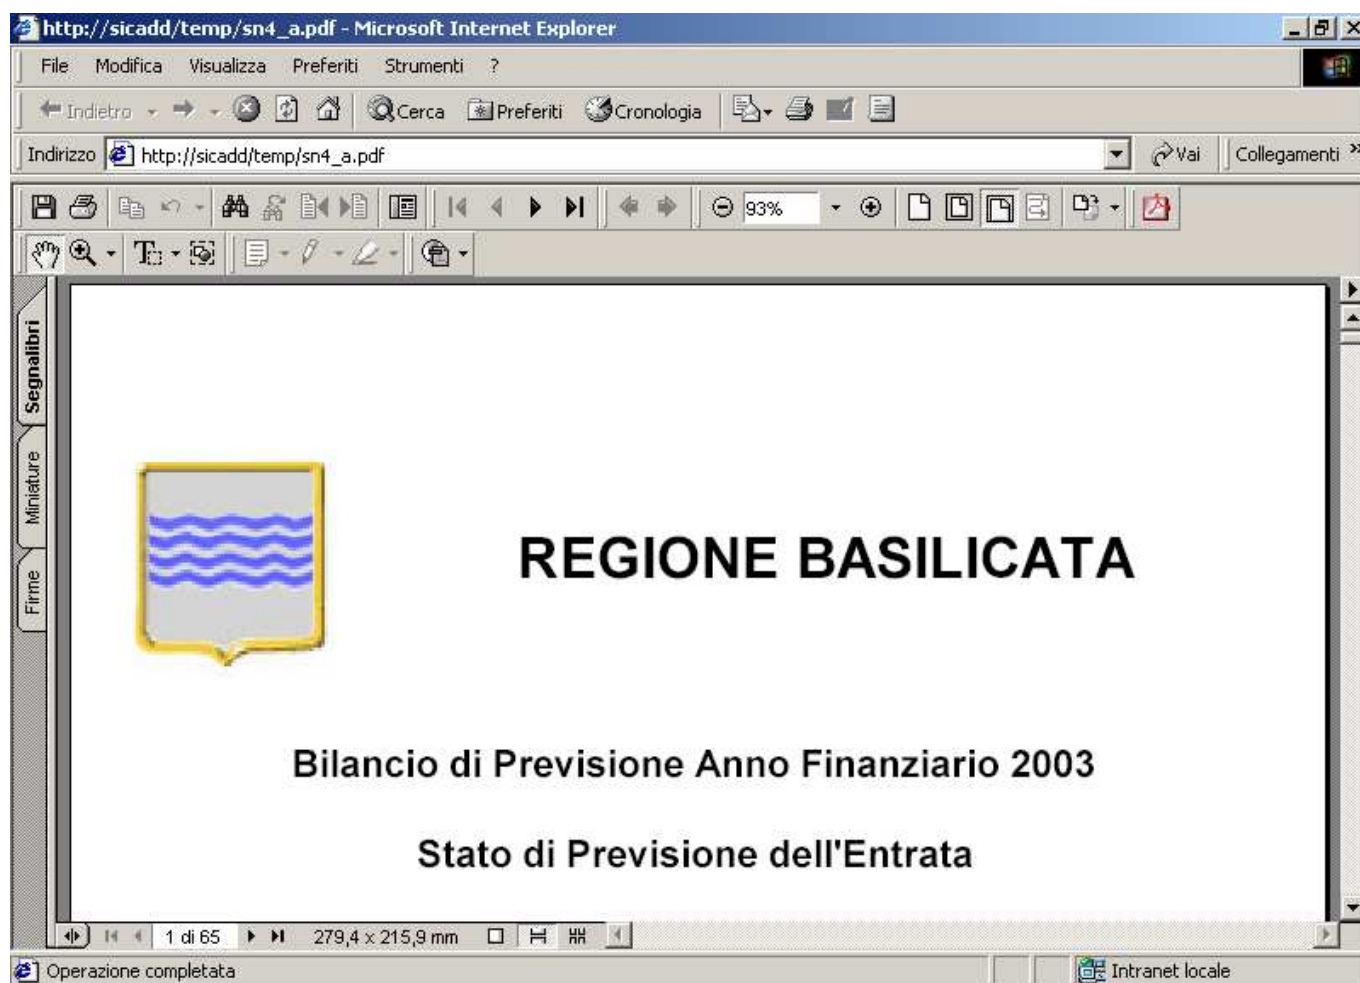 http://sicadd/temp/sn4_a.pdf - Microsoft Internet Explorer
File Modifica Visualizza Preferiti Strumenti ?
Indietro Cerca Preferiti Cronologia
Indirizzo http://sicadd/temp/sn4_a.pdf Vai Collegamenti »
93%
Segnalibri
Miniature
Firme
REGIONE BASILICATA
Bilancio di Previsione Anno Finanziario 2003
Stato di Previsione dell'Entrata
1 di 65 279,4 x 215,9 mm
Operazione completata Intranet locale